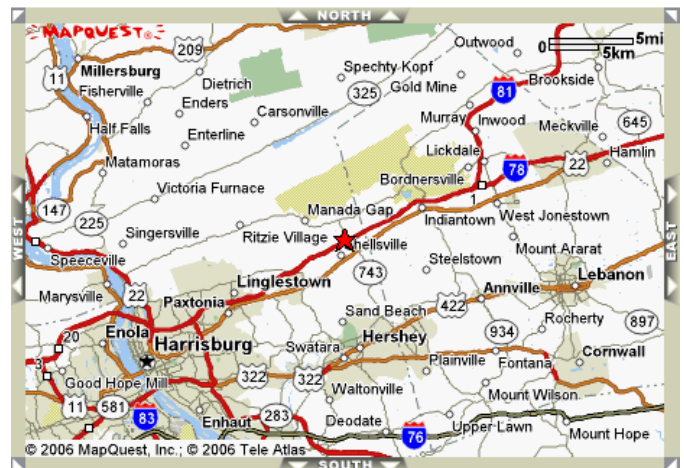 NORTH
MAPQUEST
209
Outwood
0 5mi
5km
11
Millersburg
Spechty Kopf
Dietrich
Gold Mine
Brookside
Fisherville
325
81
Enders
Carsonville
Murray
Inwood
645
Half Falls
Meckville
Enterline
Lickdale
22
Hamlin
Matamoras
78
Bordnersville
Victoria Furnace
1
147
Manada Gap
Indiantown
West Jonestown
225
WEST
EAST
Singersville
Ritzie Village
Shellsville
Mount Ararat
Speeceville
743
Steelstown
Lebanon
Marysville
22
Linglestown
Paxtonia
422
Annville
Sand Beach
Rocherty
897
20
Enola
Harrisburg
Hershey
934
3
Swatara
Cornwall
Good Hope Mill
322
322
Plainville
Fontana
Waltonville
Mount Wilson
11
581
83
283
Enhaut
Deodate
76
Upper Lawn
Mount Hope
© 2006 MapQuest, Inc.; © 2006 Tele Atlas
SOUTH